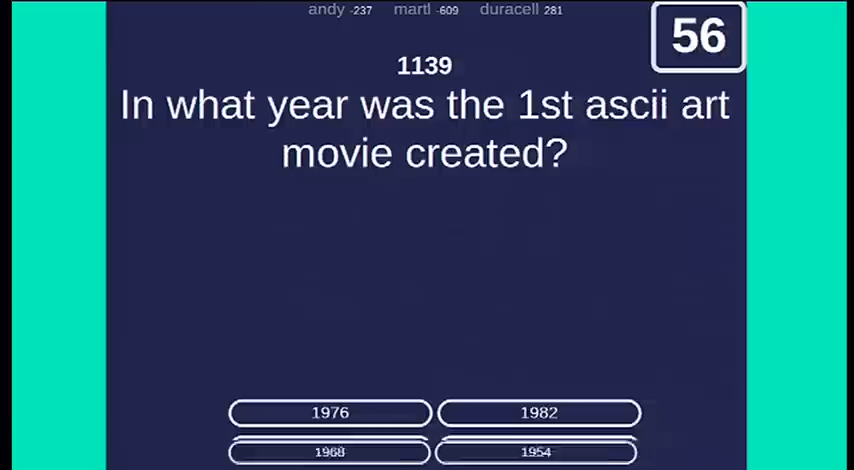 andy -237 martl -609 duracell 281
56
1139
In what year was the 1st ascii art
movie created?
1976 1982
1968 1954